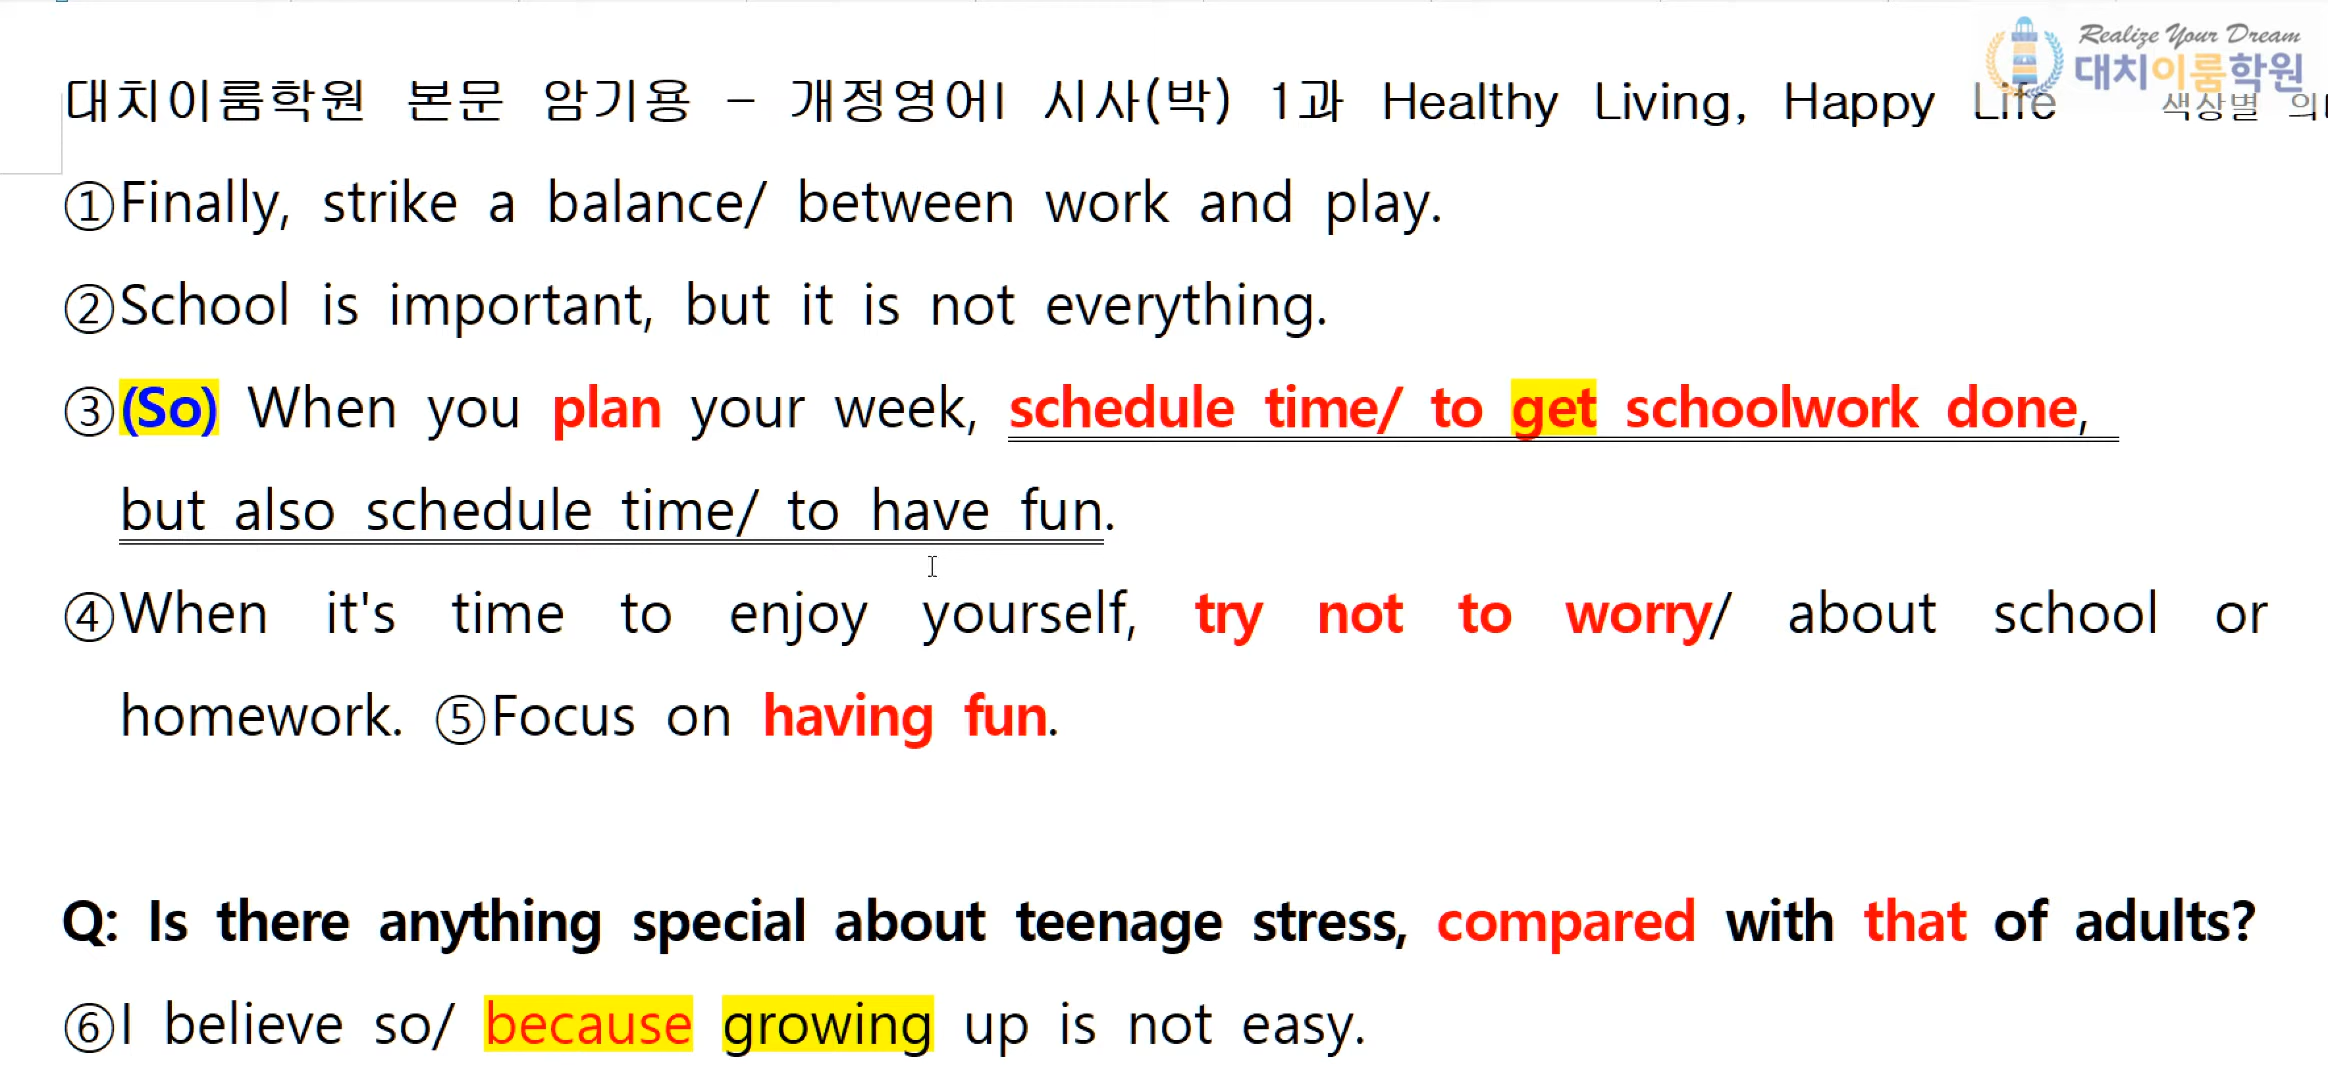 Realize Your Dream
대치이룸학원
대치이룸학원 본문 암기용 - 개정영어I 시사(박) 1과 Healthy Living, Happy Life 색상별
①Finally, strike a balance/ between work and play.
②School is important, but it is not everything.
③(So) When you plan your week, schedule time/ to get schoolwork done,
but also schedule time/ to have fun.
④When it's time to enjoy yourself, try not to worry/ about school or
homework. ⑤Focus on having fun.
Q: Is there anything special about teenage stress, compared with that of adults?
⑥I believe so/ because growing up is not easy.